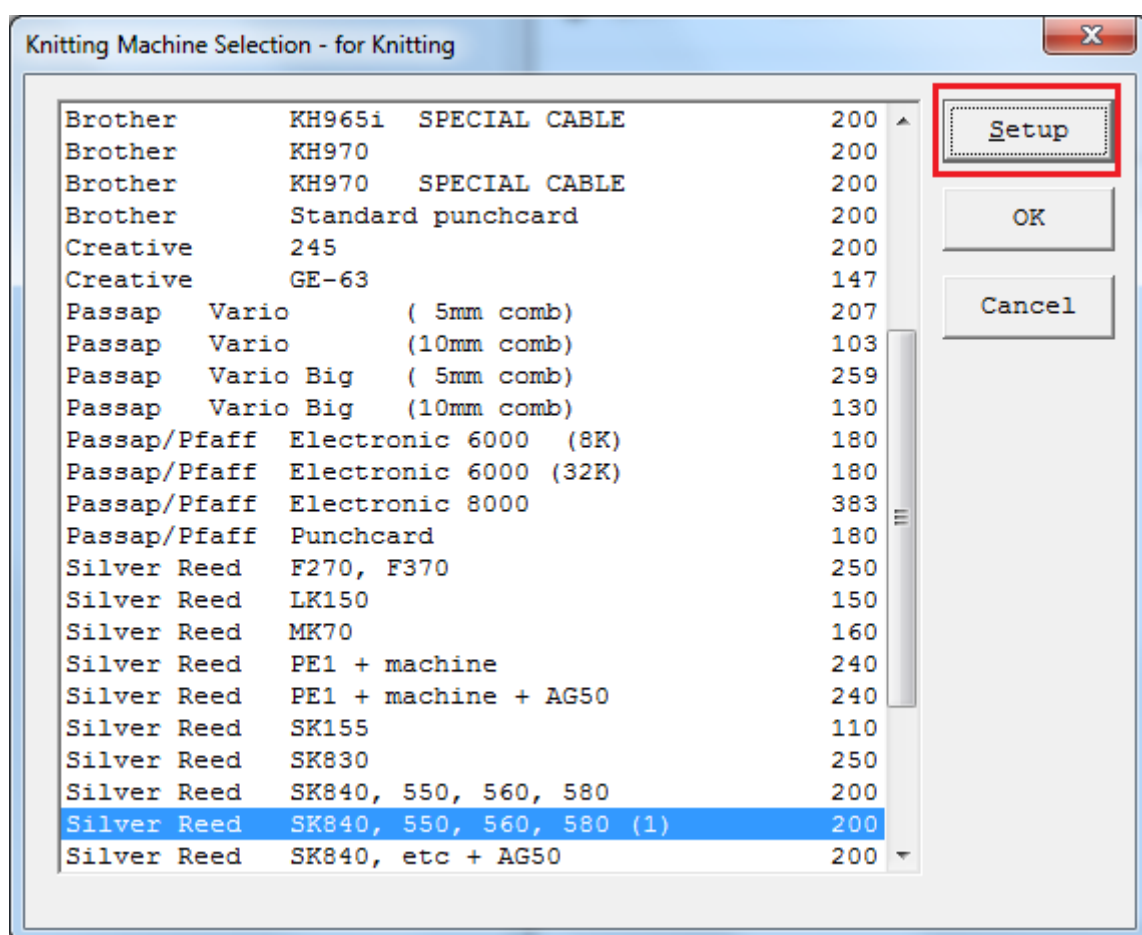 Knitting Machine Selection - for Knitting
Brother KH965i SPECIAL CABLE 200
Brother KH970 200
Brother KH970 SPECIAL CABLE 200
Brother Standard punchcard 200
Creative 245 200
Creative GE-63 147
Passap Vario ( 5mm comb) 207
Passap Vario (10mm comb) 103
Passap Vario Big ( 5mm comb) 259
Passap Vario Big (10mm comb) 130
Passap/Pfaff Electronic 6000 (8K) 180
Passap/Pfaff Electronic 6000 (32K) 180
Passap/Pfaff Electronic 8000 383
Passap/Pfaff Punchcard 180
Silver Reed F270, F370 250
Silver Reed LK150 150
Silver Reed MK70 160
Silver Reed PE1 + machine 240
Silver Reed PE1 + machine + AG50 240
Silver Reed SK155 110
Silver Reed SK830 250
Silver Reed SK840, 550, 560, 580 200
Silver Reed SK840, 550, 560, 580 (1) 200
Silver Reed SK840, etc + AG50 200
Setup
OK
Cancel